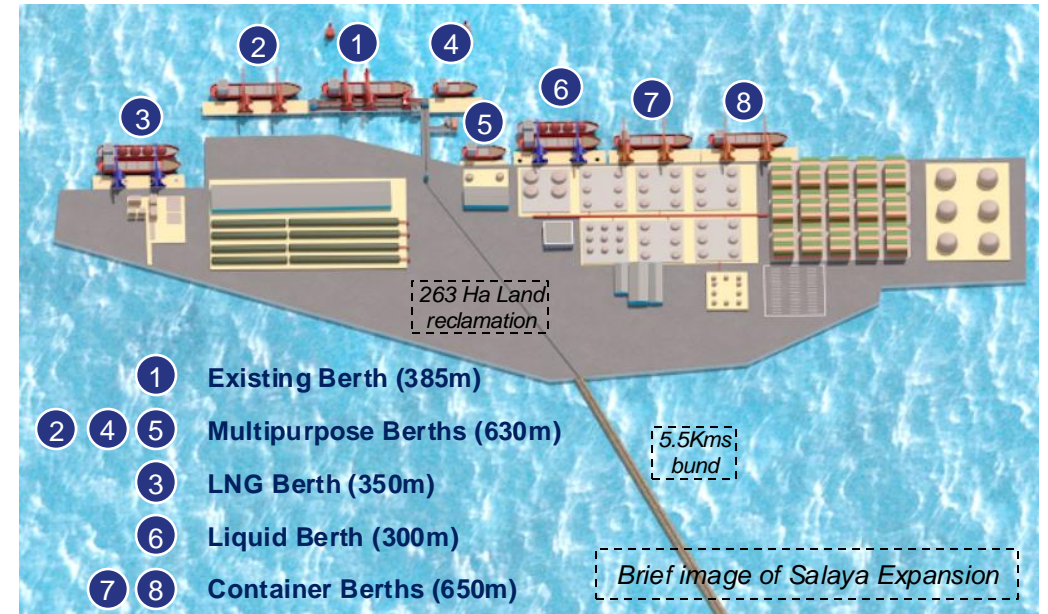 2
1
4
3
5
6
7
8
263 Ha Land
reclamation
1 Existing Berth (385m)
2 4 5 Multipurpose Berths (630m)
5.5Kms
bund
3 LNG Berth (350m)
6 Liquid Berth (300m)
7 8 Container Berths (650m)
Brief image of Salaya Expansion